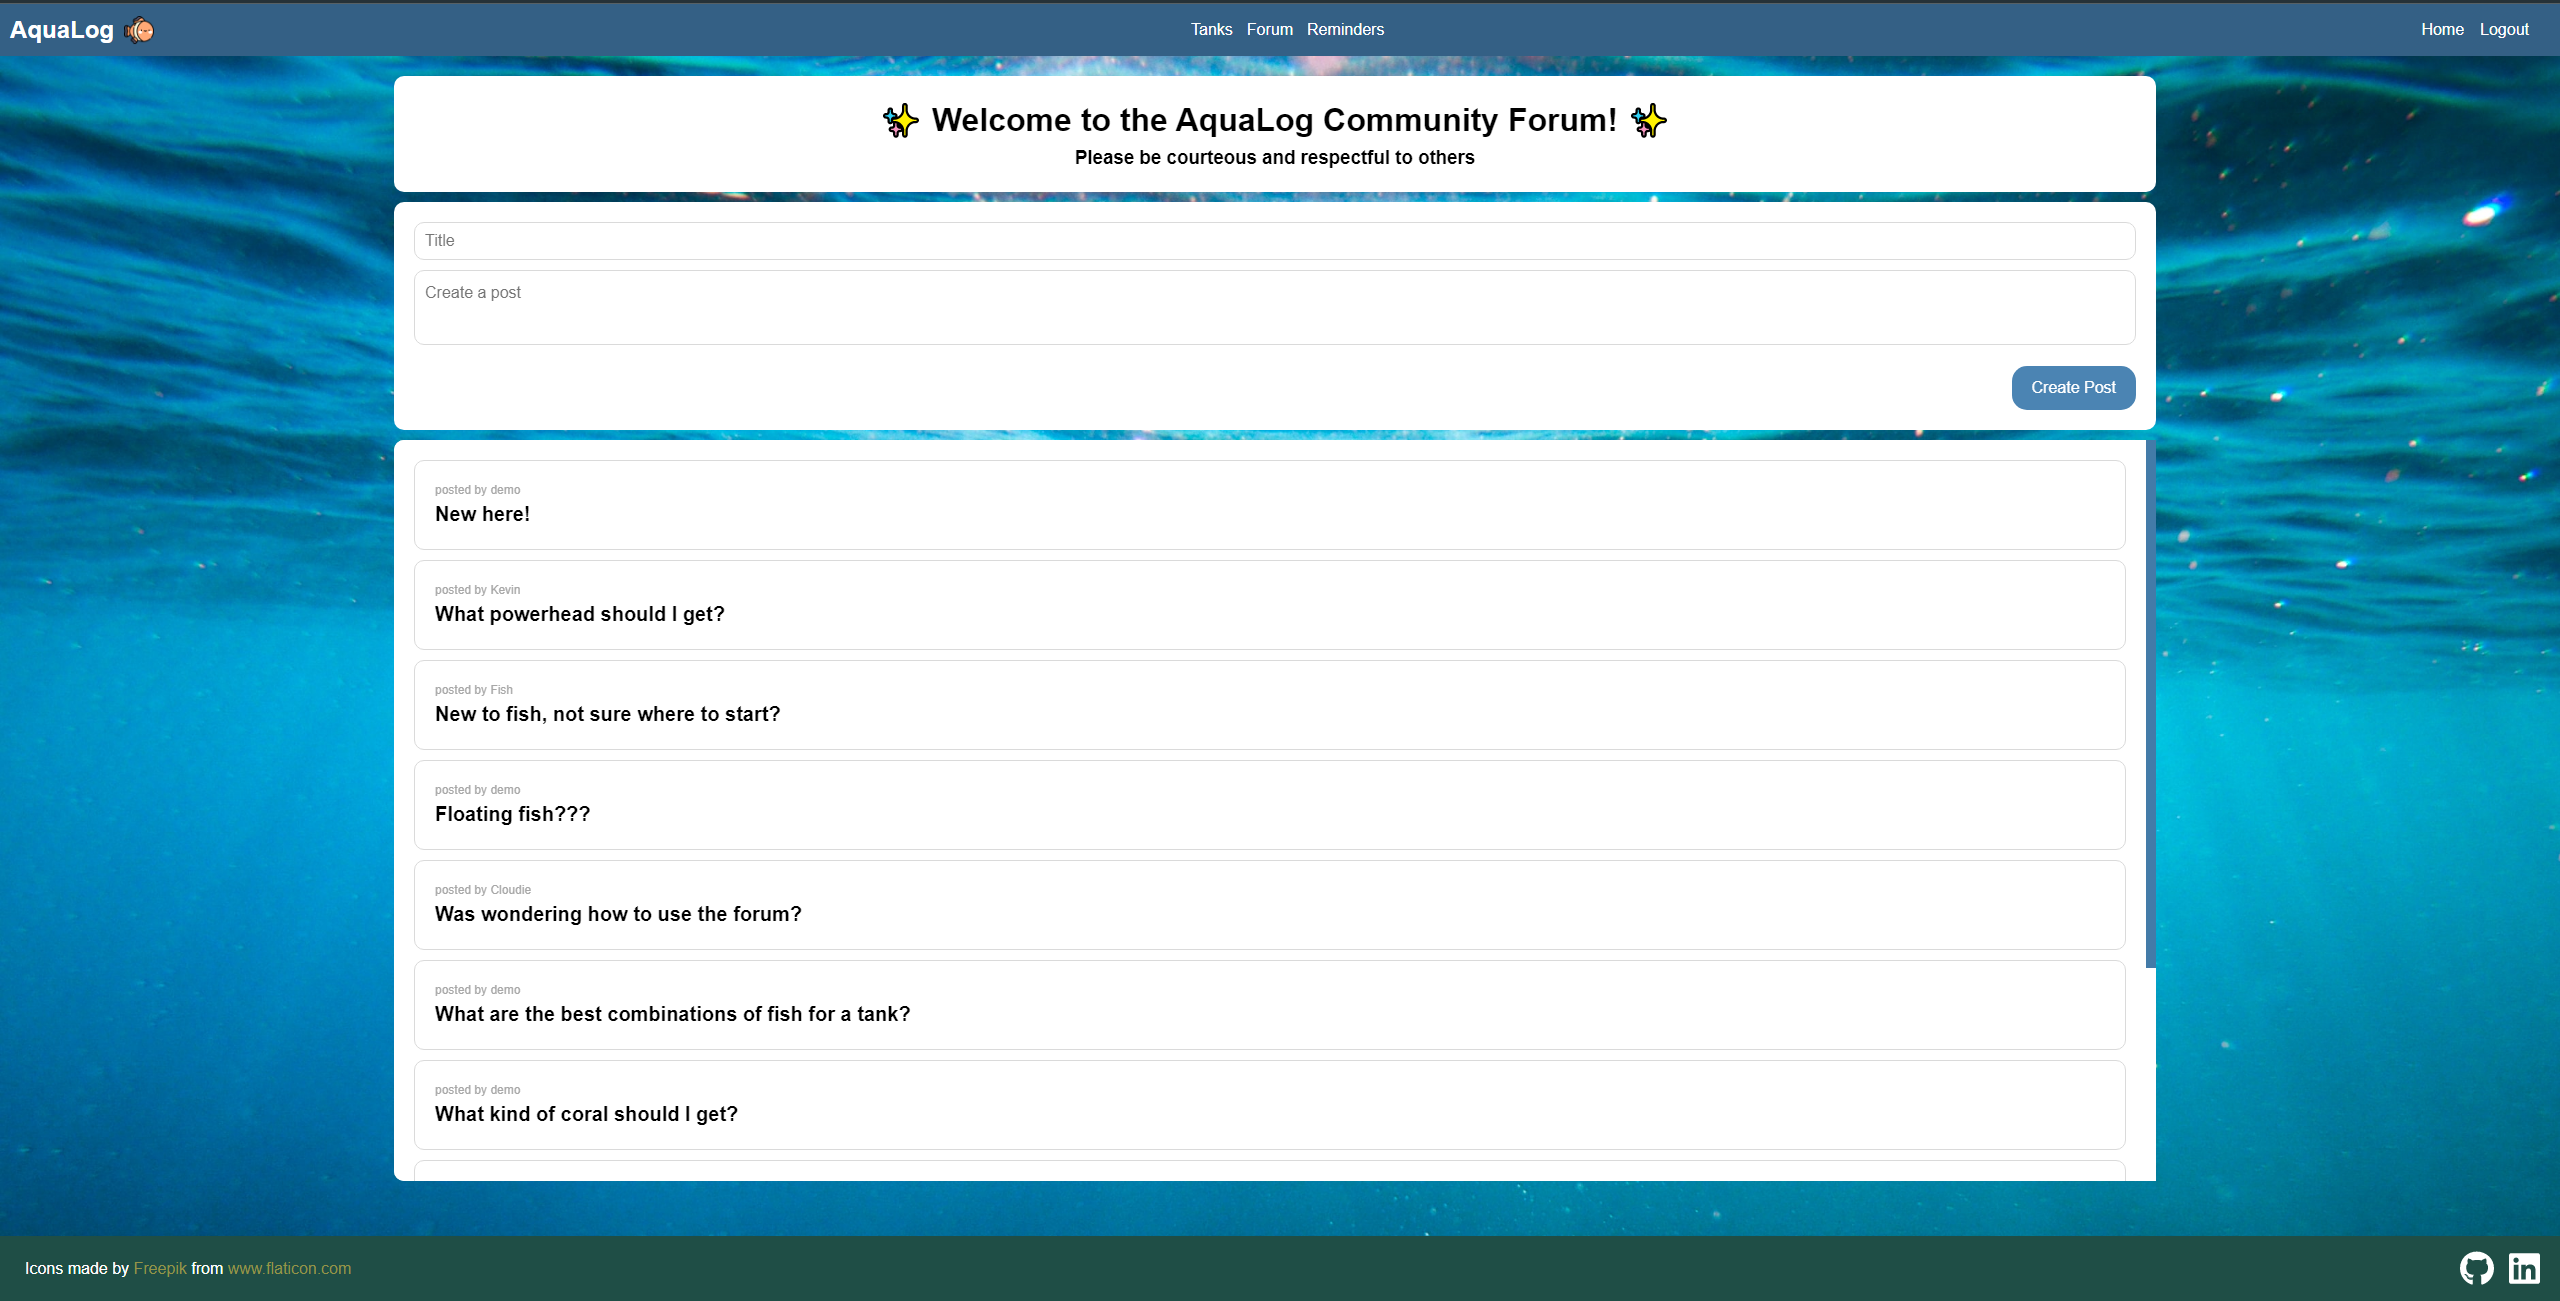 AquaLog
Tanks Forum Reminders
Home Logout
Welcome to the AquaLog Community Forum!
Please be courteous and respectful to others
Title
Create a post
Create Post
posted by demo
New here!
posted by Kevin
What powerhead should I get?
posted by Fish
New to fish, not sure where to start?
posted by demo
Floating fish???
posted by Cloudie
Was wondering how to use the forum?
posted by demo
What are the best combinations of fish for a tank?
posted by demo
What kind of coral should I get?
Icons made by Freepik from www.flaticon.com